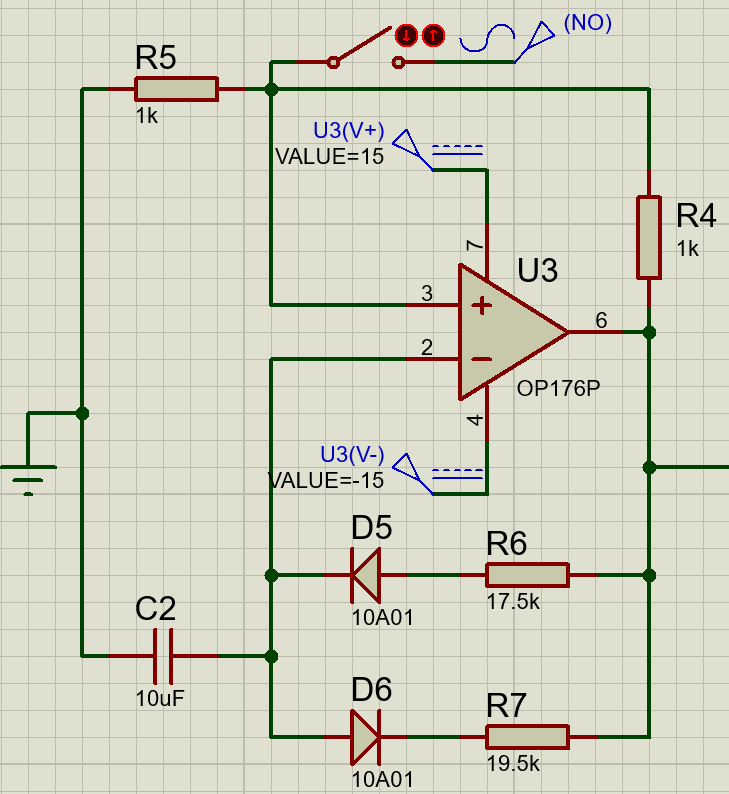 (NO)
R5
1k
U3(V+)
VALUE=15
R4
1k
7
U3
3
6
2
OP176P
4
U3(V-)
VALUE=-15
D5
R6
17.5k
10A01
C2
10uF
D6
R7
19.5k
10A01